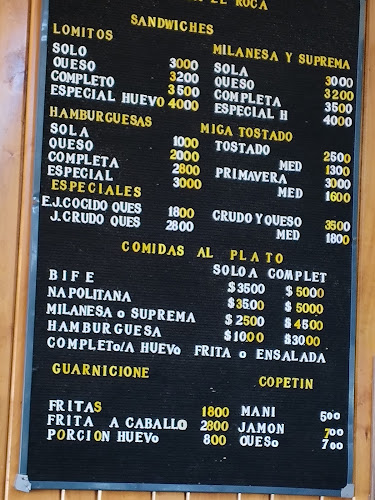 EL ROCA
SANDWICHES
LOMITOS
SOLO 3000
QUESO 3200
COMPLETO 3500
ESPECIAL HUEVO 4000
MILANESA Y SUPREMA
SOLA 3000
QUESO 3200
COMPLETA 3500
ESPECIAL H 4000
HAMBURGUESAS
SOLA 1000
QUESO 2000
COMPLETA 2800
ESPECIAL 3000
ESPECIALES
E.J.COCIDO QUES 1800
J.CRUDO QUES 2800
MIGA TOSTADO
TOSTADO 2500
MED 1300
PRIMAVERA 3000
MED 1600
CRUDO Y QUESO 3500
MED 1800
COMIDAS AL PLATO
SOLO A COMPLET
BIFE $3500 $5000
NAPOLITANA $3500 $5000
MILANESA o SUPREMA $2500 $4500
HAMBURGUESA $1000 $3000
COMPLETo/A HUEVo FRITA o ENSALADA
GUARNICIONE
FRITAS 1800
FRITA A CABALLO 2800
PORCION HUEVo 800
COPETIN
MANI 500
JAMON 700
QUESo 700